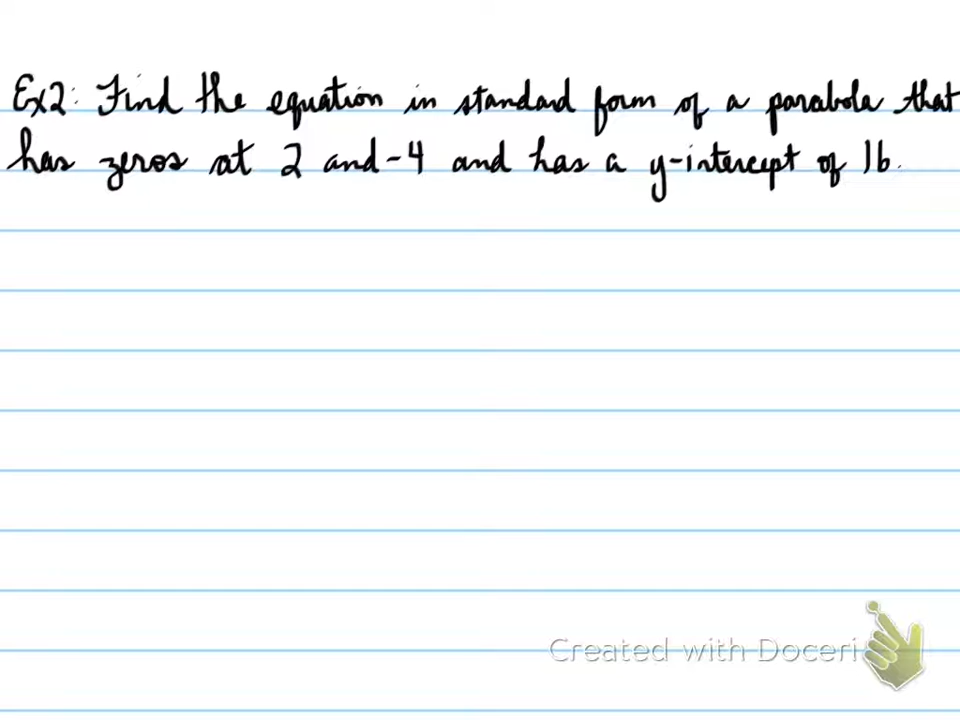 Ex2: Find the equation in standard form of a parabola that
has zeros at 2 and -4 and has a y-intercept of 16.
Created with Doceri